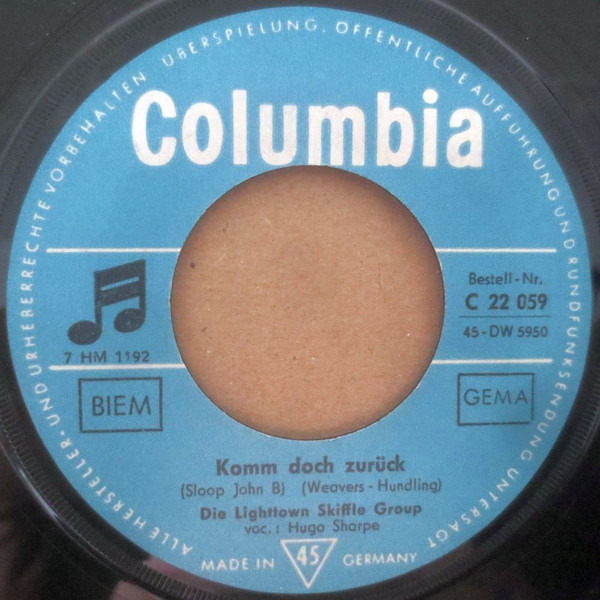 ALLE HERSTELLER- UND URHEBERRECHTE VORBEHALTEN ÜBERSPIELUNG, ÖFFENTLICHE AUFFÜHRUNG UND RUNDFUNKSENDUNG UNTERSAGT
Columbia
Bestell-Nr.
C 22 059
45-DW 5950
7 HM 1192
BIEM
GEMA
Komm doch zurück
(Sloop John B) (Weavers - Hundling)
Die Lighttown Skiffle Group
voc.: Hugo Sharpe
MADE IN 45 GERMANY